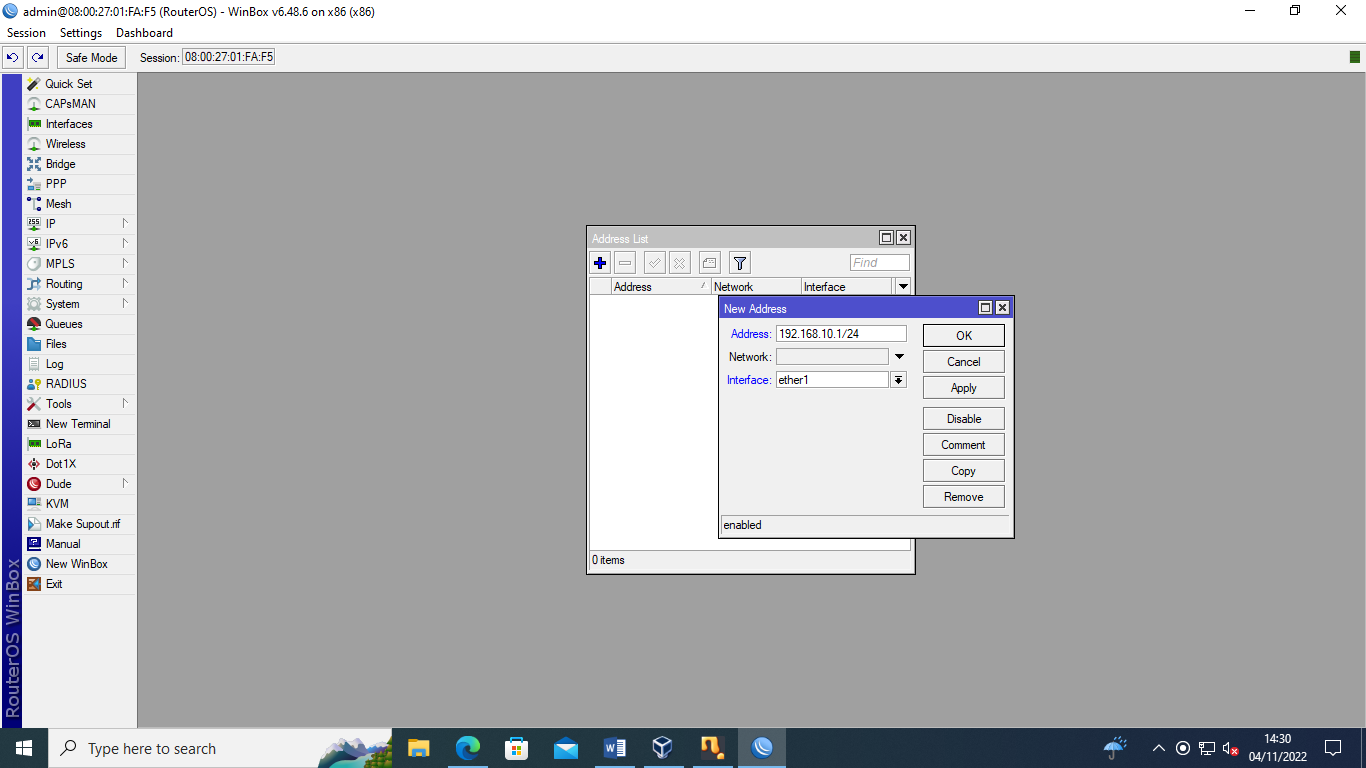 admin@08:00:27:01:FA:F5 (RouterOS) - WinBox v6.48.6 on x86 (x86)
Session Settings Dashboard
Safe Mode Session: 08:00:27:01:FA:F5
Quick Set
CAPsMAN
Interfaces
Wireless
Bridge
PPP
Mesh
255 IP
v6 IPv6
MPLS
Routing
System
Queues
Files
Log
RADIUS
Tools
New Terminal
LoRa
Dot1X
Dude
KVM
Make Supout.rif
Manual
New WinBox
Exit
RouterOS WinBox
Address List
Find
Address Network Interface
0 items
New Address
Address: 192.168.10.1/24
Network:
Interface: ether1
OK
Cancel
Apply
Disable
Comment
Copy
Remove
enabled
Type here to search
14:30
04/11/2022